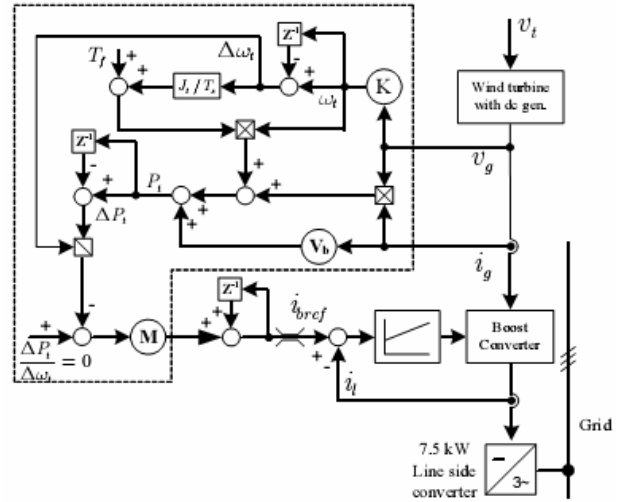 Z⁻¹
Δωₜ
v_t
T_f
+
+
-
+
+
J_t / T_s
ω_t
K
Wind turbine
with dc gen.
Z⁻¹
v_g
-
+
P_t
+
+
+
+
ΔP_t
V_b
i_g
-
Z⁻¹
i_bref
+
M
+
+
+
-
Boost
Converter
ΔP_t
Δω_t
= 0
i_l
Grid
7.5 kW
Line side
converter
-
3~